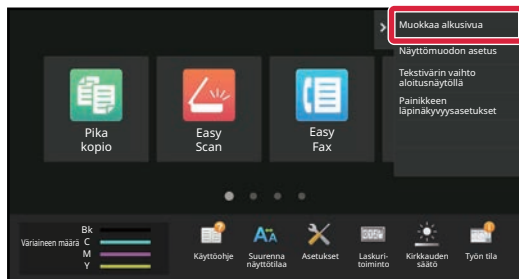 Muokkaa alkusivua
Näyttömuodon asetus
Tekstivärin vaihto
aloitusnäytöllä
Painikkeen
läpinäkyvyysasetukset
Pika
kopio
Easy
Scan
Easy
Fax
Väriaineen määrä
Bk
C
M
Y
Käyttöohje
Suurenna
näyttötilaa
Asetukset
Laskuri-
toiminto
Kirkkauden
säätö
Työn tila